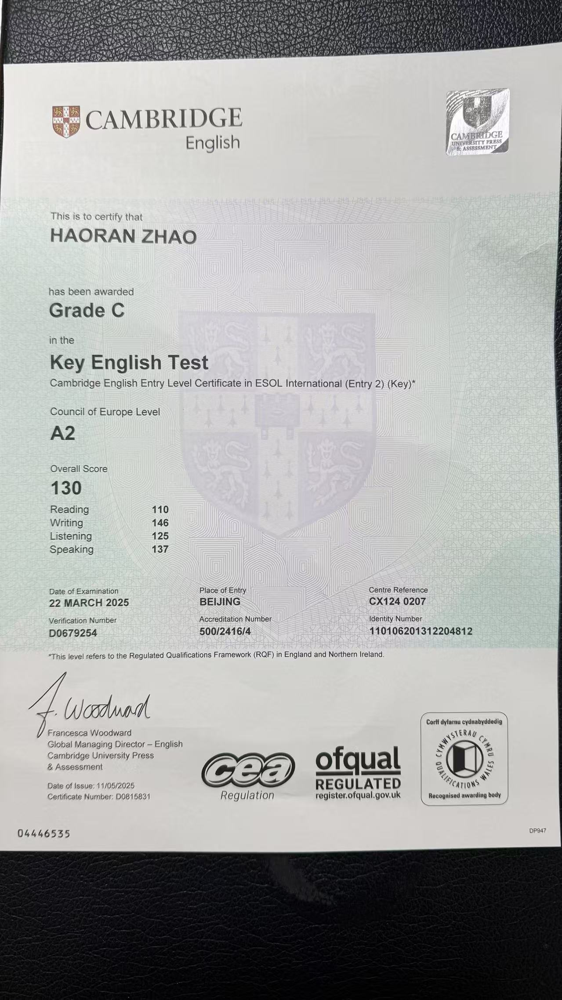 CAMBRIDGE
English
CAMBRIDGE
UNIVERSITY PRESS
& ASSESSMENT
This is to certify that
HAORAN ZHAO
has been awarded
Grade C
in the
Key English Test
Cambridge English Entry Level Certificate in ESOL International (Entry 2) (Key)*
Council of Europe Level
A2
Overall Score
130
Reading 110
Writing 146
Listening 125
Speaking 137
Date of Examination Place of Entry Centre Reference
22 MARCH 2025 BEIJING CX124 0207
Verification Number Accreditation Number Identity Number
D0679254 500/2416/4 110106201312204812
*This level refers to the Regulated Qualifications Framework (RQF) in England and Northern Ireland.
F. Woodward
Francesca Woodward
Global Managing Director – English
Cambridge University Press
& Assessment
Date of Issue: 11/05/2025
Certificate Number: D0815831
cea
Regulation
ofqual
REGULATED
register.ofqual.gov.uk
Corff dyfarnu cydnabyddedig
CYMWYSTERAU CYMRU
QUALIFICATIONS WALES
Recognised awarding body
04446535
DP947